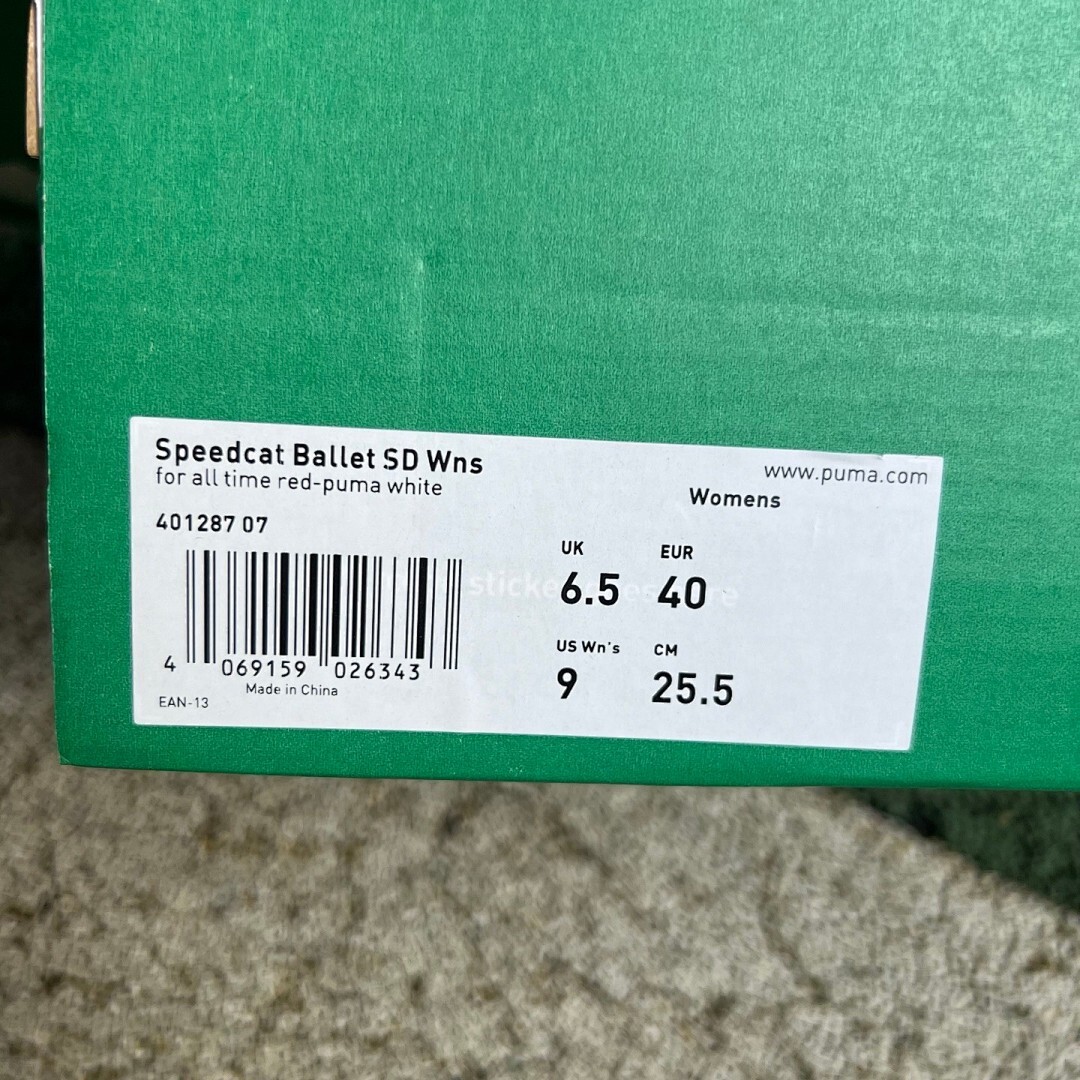 Speedcat Ballet SD Wns
for all time red-puma white
www.puma.com
Womens
401287 07
UK EUR
6.5 40
US Wn's CM
9 25.5
4 069159 026343
Made in China
EAN-13